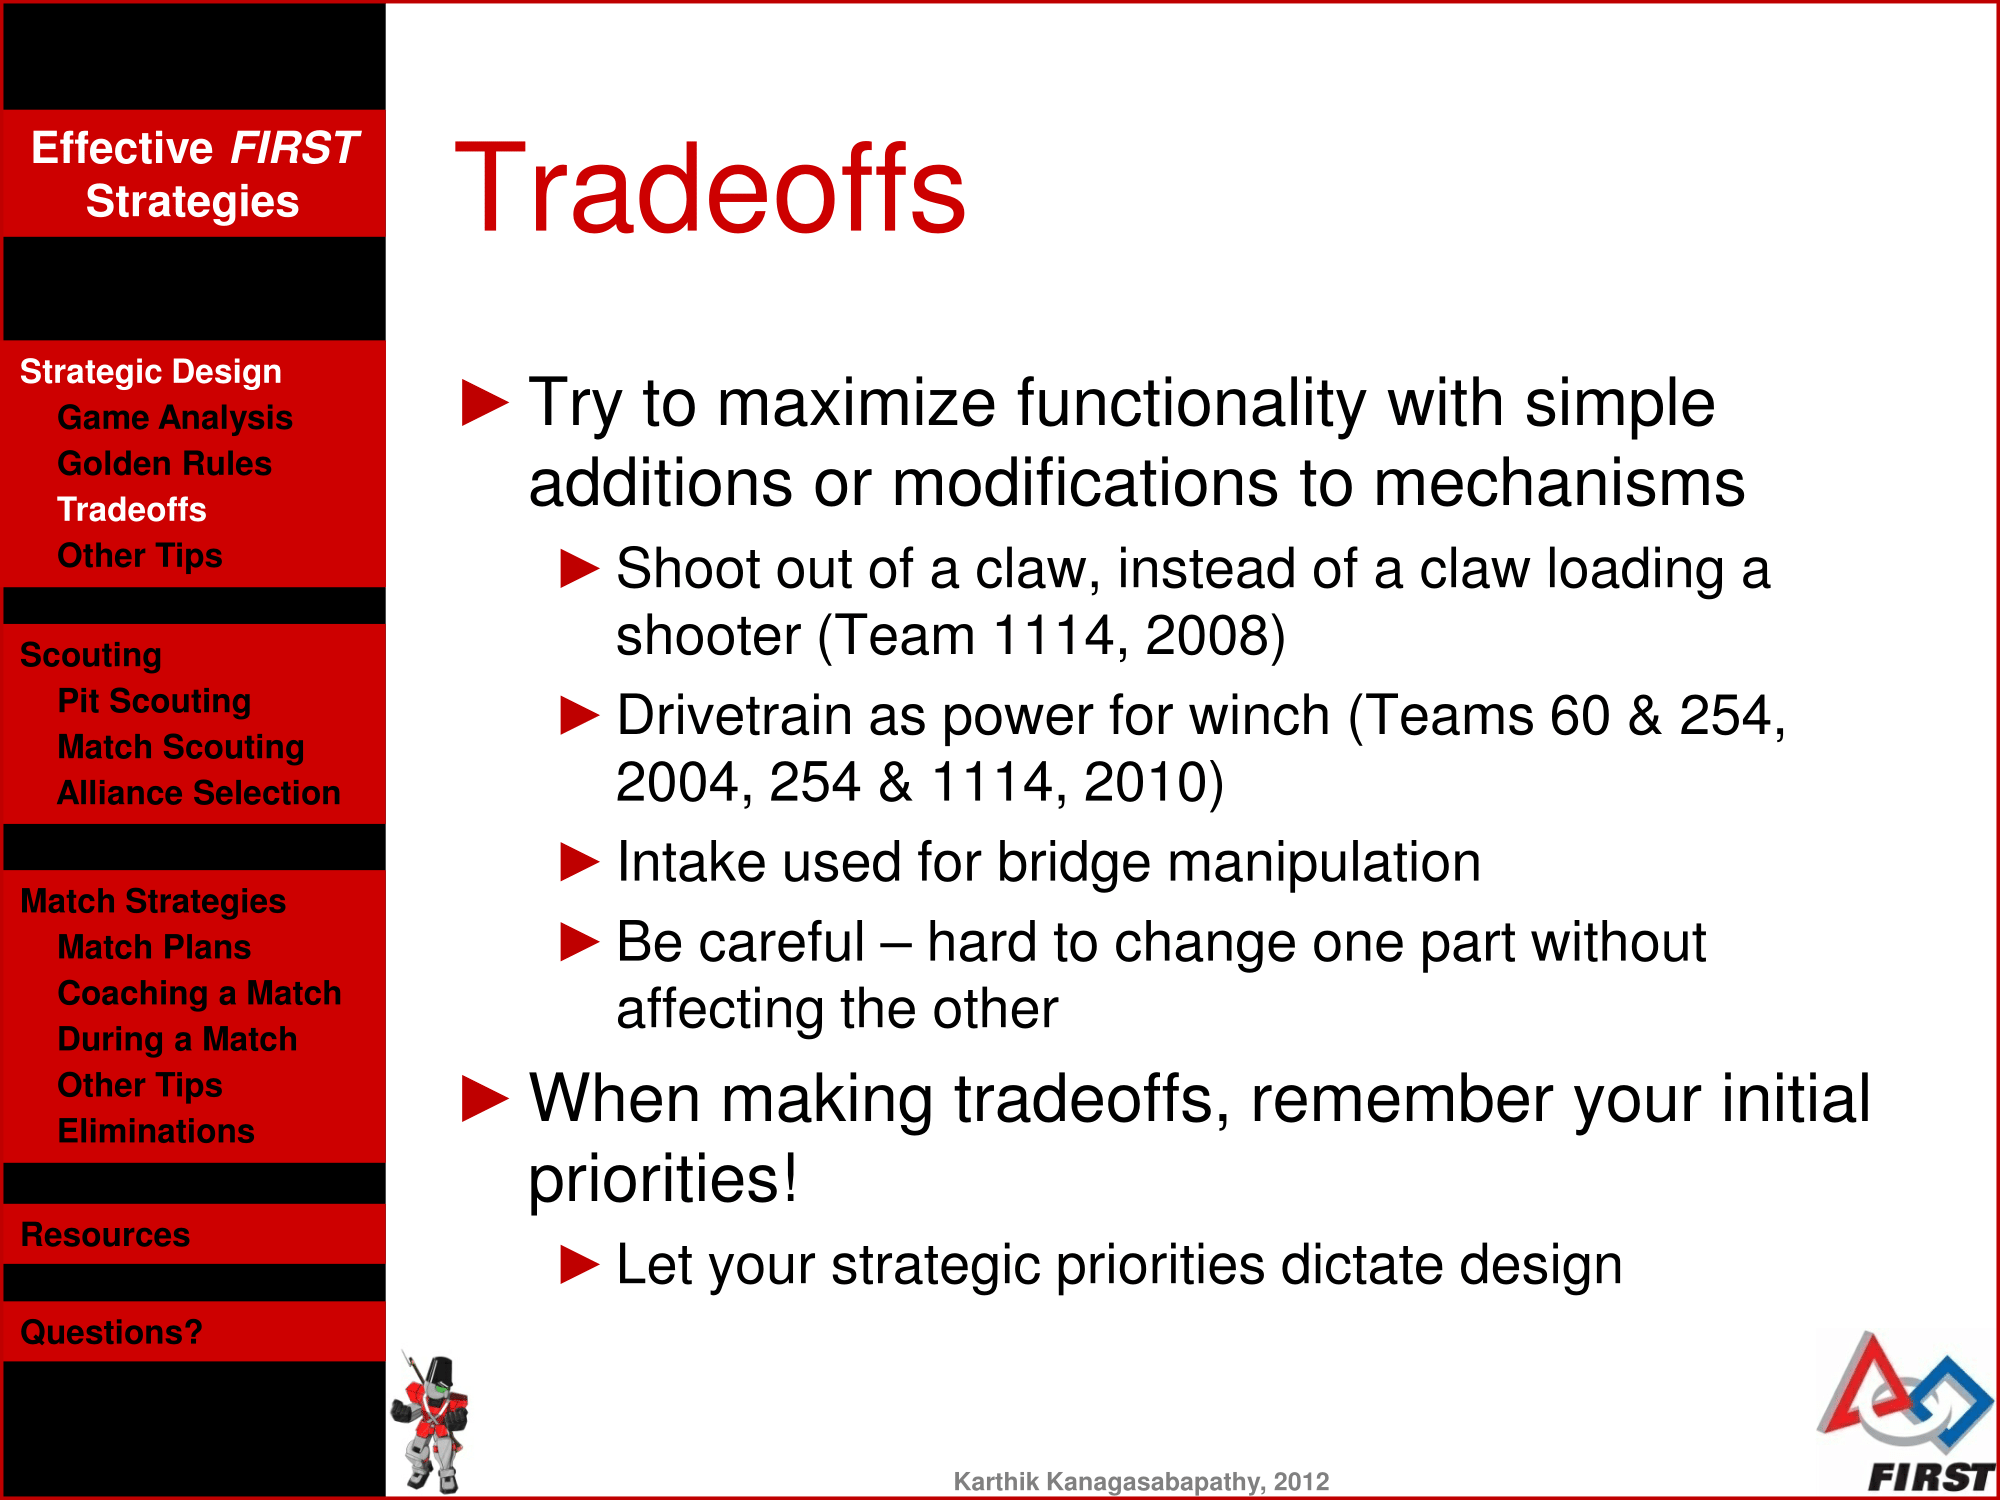 Effective FIRST
Strategies
Strategic Design
Game Analysis
Golden Rules
Tradeoffs
Other Tips
Scouting
Pit Scouting
Match Scouting
Alliance Selection
Match Strategies
Match Plans
Coaching a Match
During a Match
Other Tips
Eliminations
Resources
Questions?
Tradeoffs
► Try to maximize functionality with simple
additions or modifications to mechanisms
► Shoot out of a claw, instead of a claw loading a
shooter (Team 1114, 2008)
► Drivetrain as power for winch (Teams 60 & 254,
2004, 254 & 1114, 2010)
► Intake used for bridge manipulation
► Be careful – hard to change one part without
affecting the other
► When making tradeoffs, remember your initial
priorities!
► Let your strategic priorities dictate design
Karthik Kanagasabapathy, 2012
FIRST